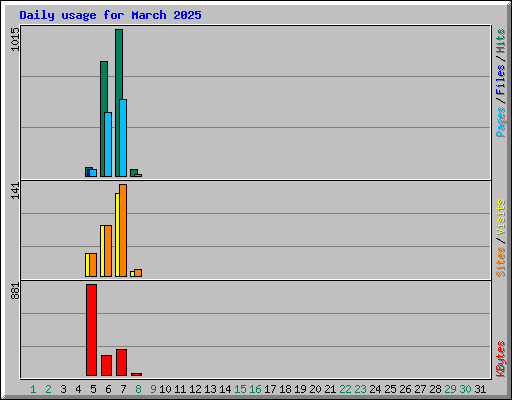 Daily usage for March 2025
1015
Pages / Files / Hits
141
Sites / Visits
881
KBytes
1 2 3 4 5 6 7 8 9 10 11 12 13 14 15 16 17 18 19 20 21 22 23 24 25 26 27 28 29 30 31